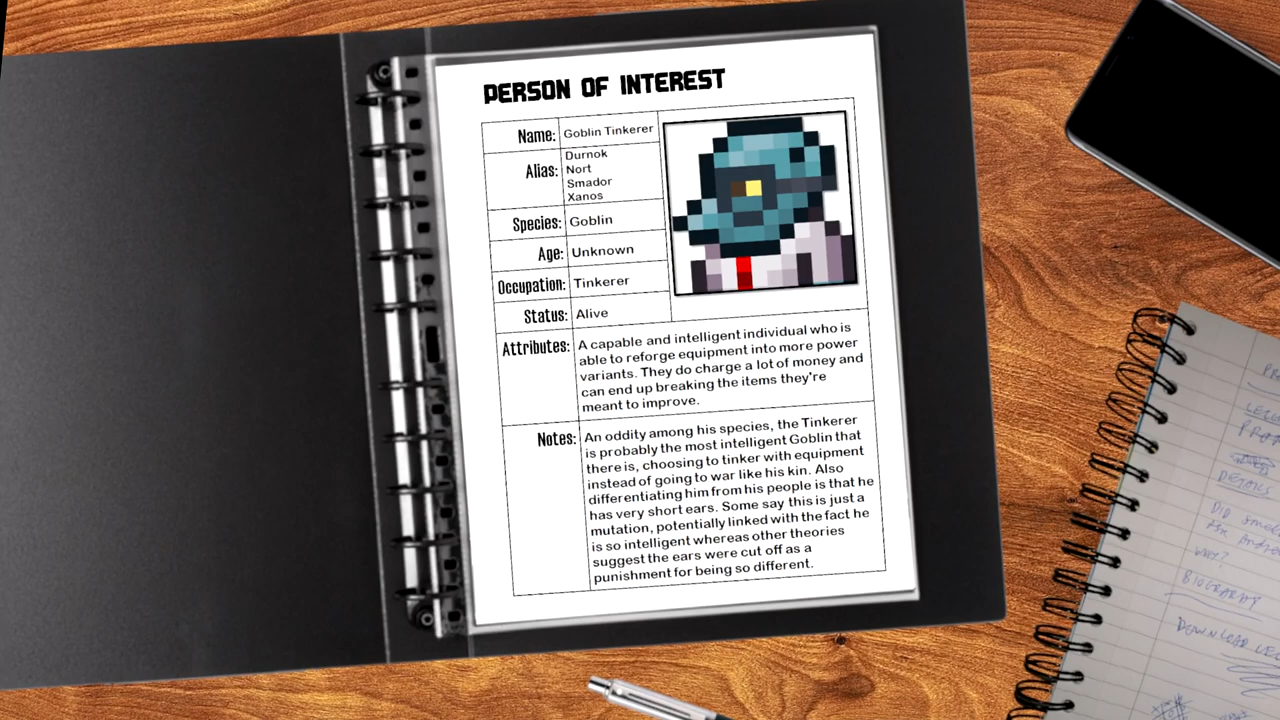 PERSON OF INTEREST
Name: Goblin Tinkerer
Alias: Durnok
Nort
Smador
Xanos
Species: Goblin
Age: Unknown
Occupation: Tinkerer
Status: Alive
Attributes: A capable and intelligent individual who is
able to reforge equipment into more power
variants. They do charge a lot of money and
can end up breaking the items they're
meant to improve.
Notes: An oddity among his species, the Tinkerer
is probably the most intelligent Goblin that
there is, choosing to tinker with equipment
instead of going to war like his kin. Also
differentiating him from his people is that he
has very short ears. Some say this is just a
mutation, potentially linked with the fact he
is so intelligent whereas other theories
suggest the ears were cut off as a
punishment for being so different.
DETAILS
DID
WHY?
BIOGRAPHY
DOWNLOAD